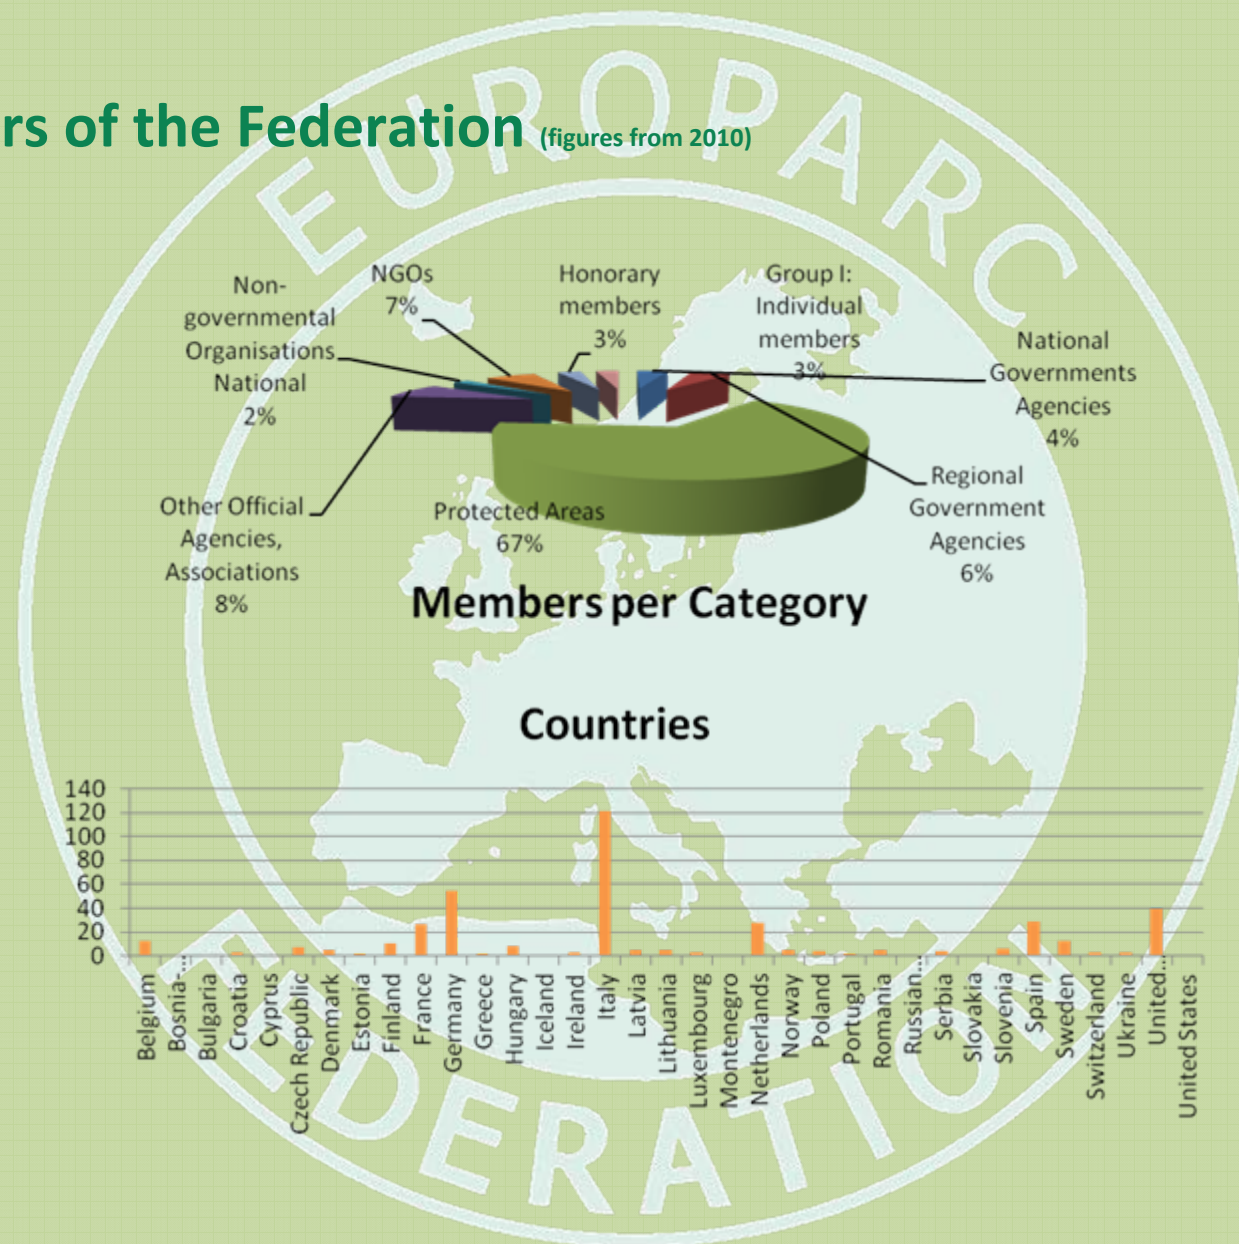 EUROPARC
rs of the Federation (figures from 2010)
Non-
governmental
Organisations
National
2%
NGOs
7%
Honorary
members
3%
Group I:
Individual
members
3%
National
Governments
Agencies
4%
Other Official
Agencies,
Associations
8%
Protected Areas
67%
Regional
Government
Agencies
6%
Members per Category
Countries
140
120
100
80
60
40
20
0
Belgium
Bosnia-...
Bulgaria
Croatia
Cyprus
Czech Republic
Denmark
Estonia
Finland
France
Germany
Greece
Hungary
Iceland
Ireland
Italy
Latvia
Lithuania
Luxembourg
Montenegro
Netherlands
Norway
Poland
Portugal
Romania
Russian...
Serbia
Slovakia
Slovenia
Spain
Sweden
Switzerland
Ukraine
United...
United States
FEDERATION